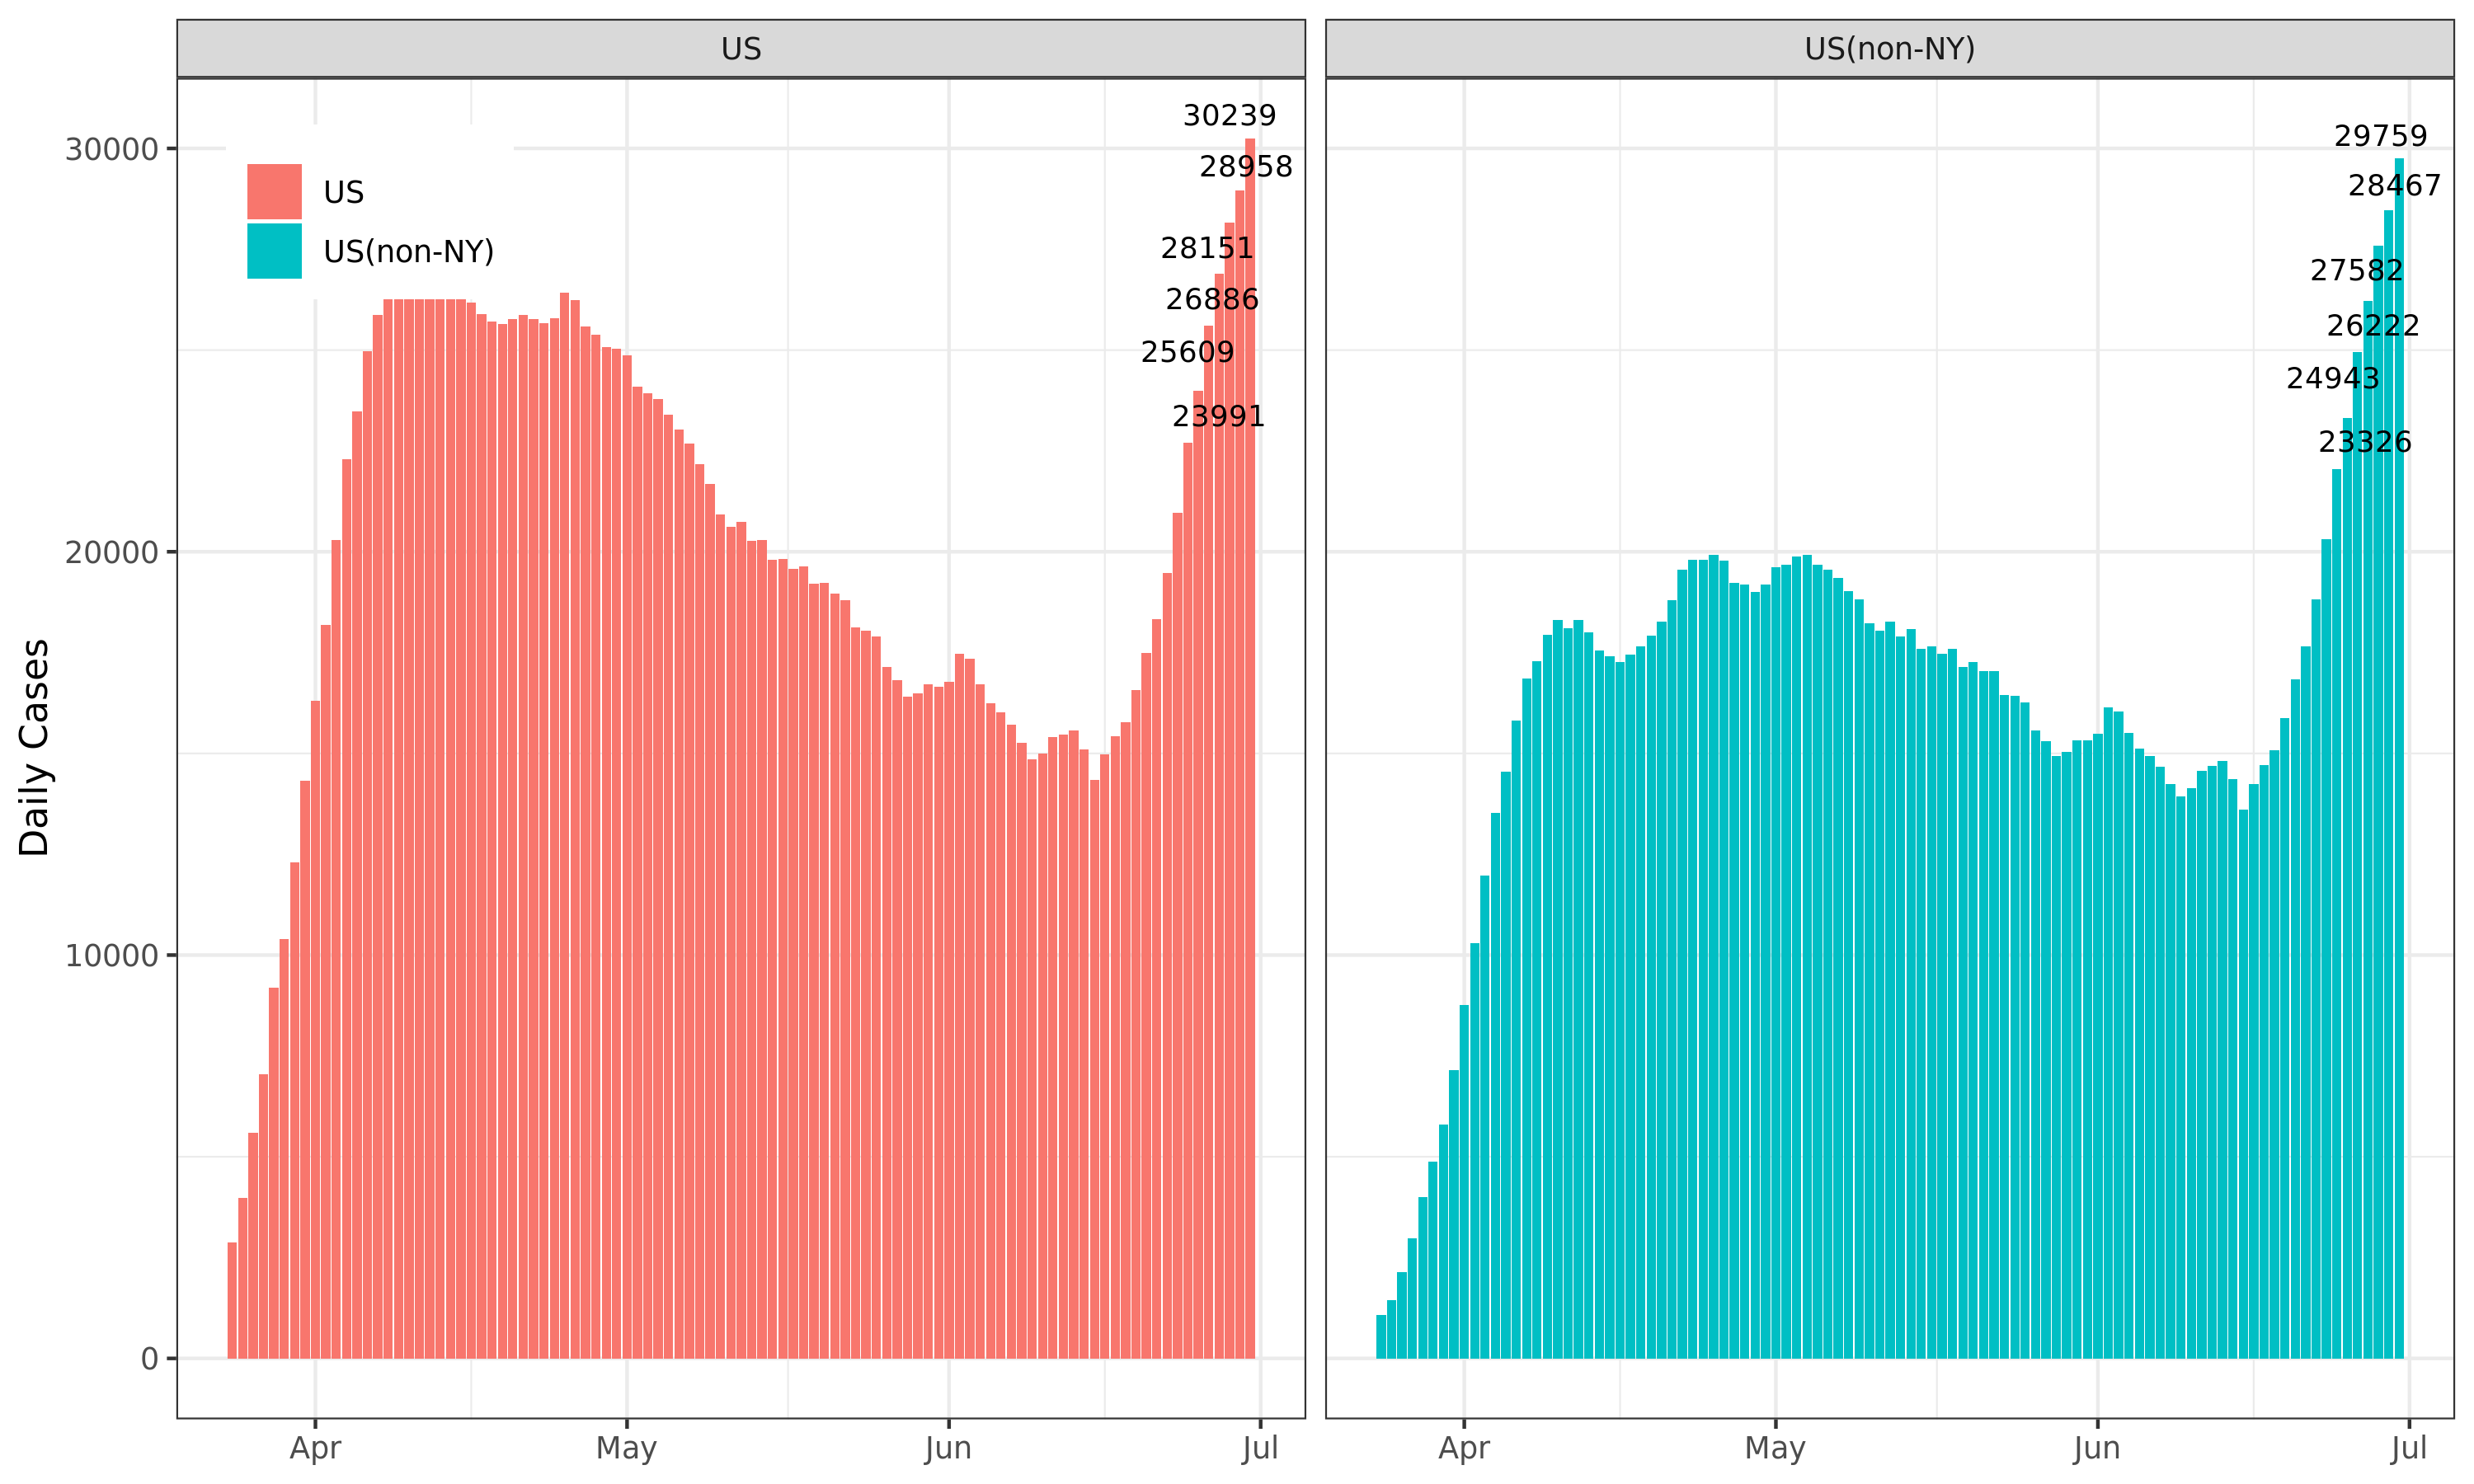 US
US(non-NY)
Daily Cases
30000
20000
10000
0
US
US(non-NY)
30239
28958
28151
26886
25609
23991
29759
28467
27582
26222
24943
23326
Apr
May
Jun
Jul
Apr
May
Jun
Jul